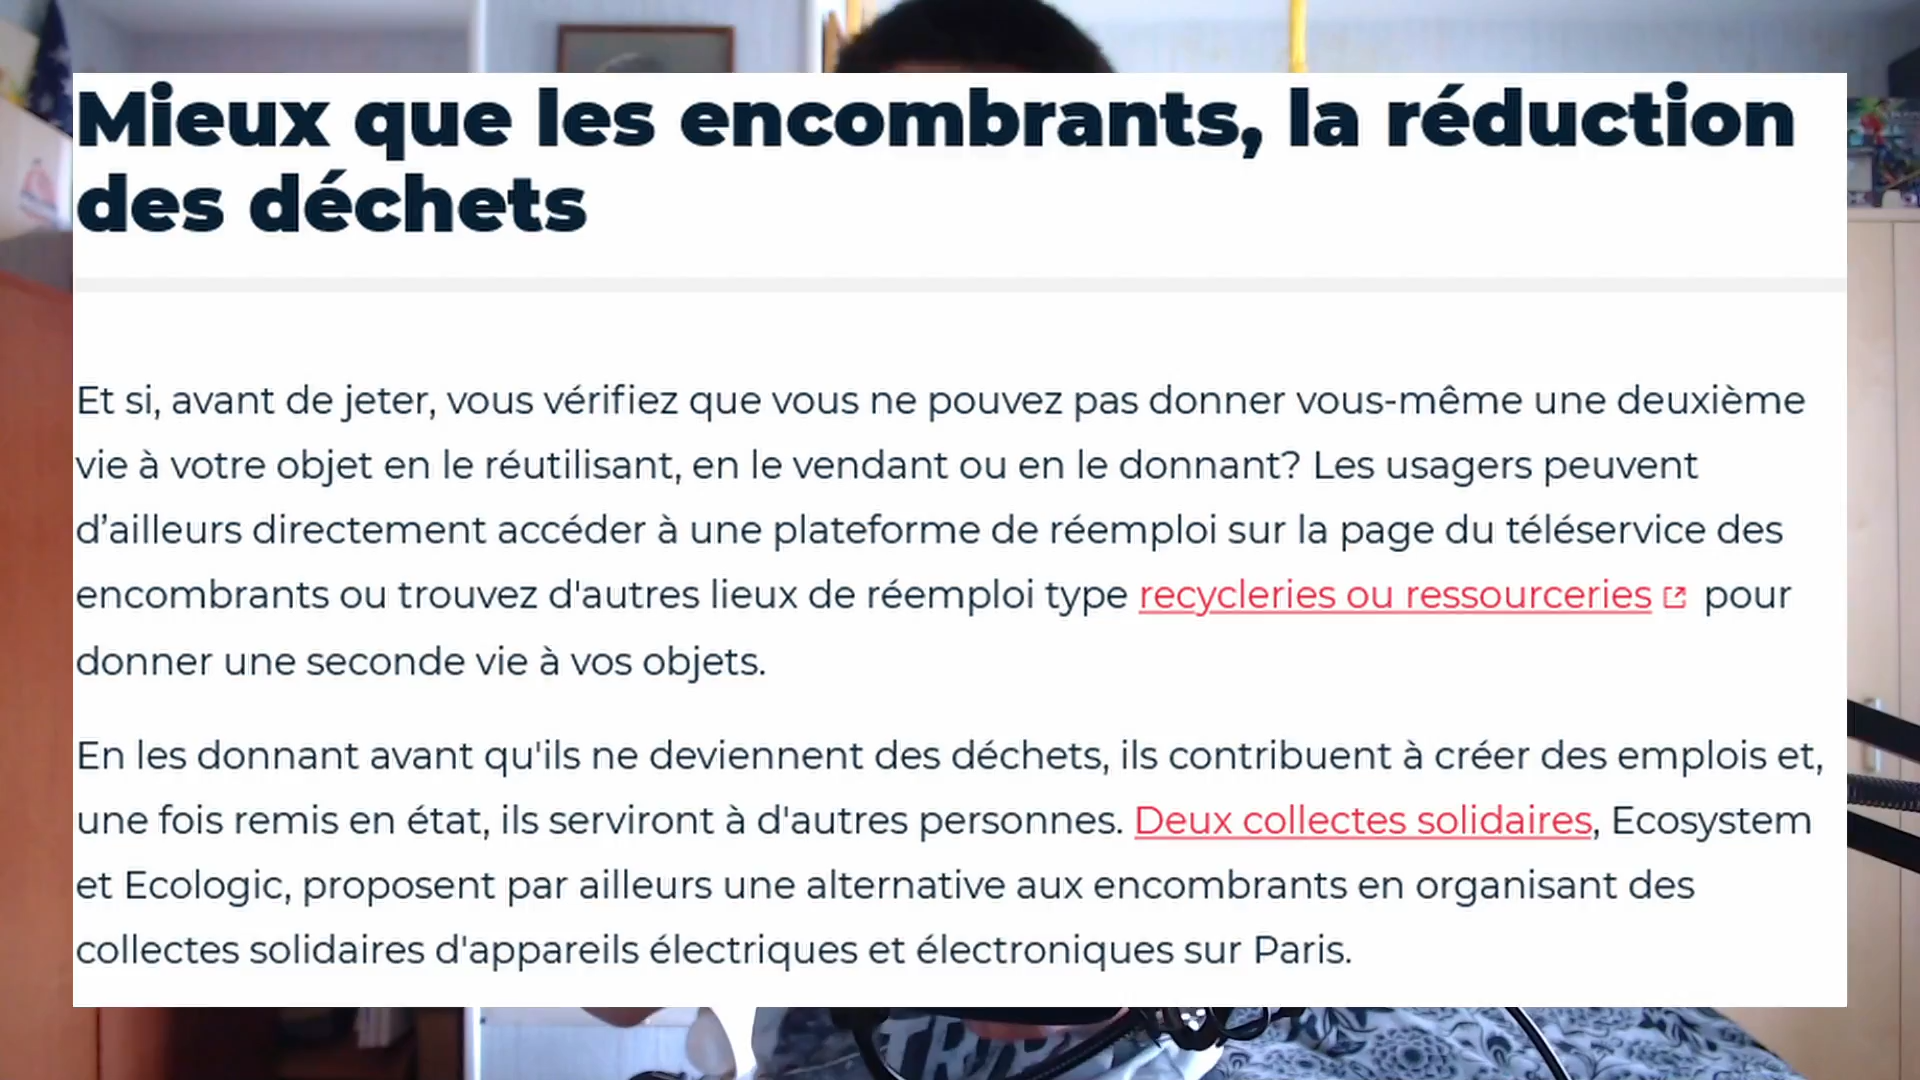 Mieux que les encombrants, la réduction
des déchets
Et si, avant de jeter, vous vérifiez que vous ne pouvez pas donner vous-même une deuxième
vie à votre objet en le réutilisant, en le vendant ou en le donnant? Les usagers peuvent
d’ailleurs directement accéder à une plateforme de réemploi sur la page du téléservice des
encombrants ou trouvez d'autres lieux de réemploi type recycleries ou ressourceries pour
donner une seconde vie à vos objets.
En les donnant avant qu'ils ne deviennent des déchets, ils contribuent à créer des emplois et,
une fois remis en état, ils serviront à d'autres personnes. Deux collectes solidaires, Ecosystem
et Ecologic, proposent par ailleurs une alternative aux encombrants en organisant des
collectes solidaires d'appareils électriques et électroniques sur Paris.